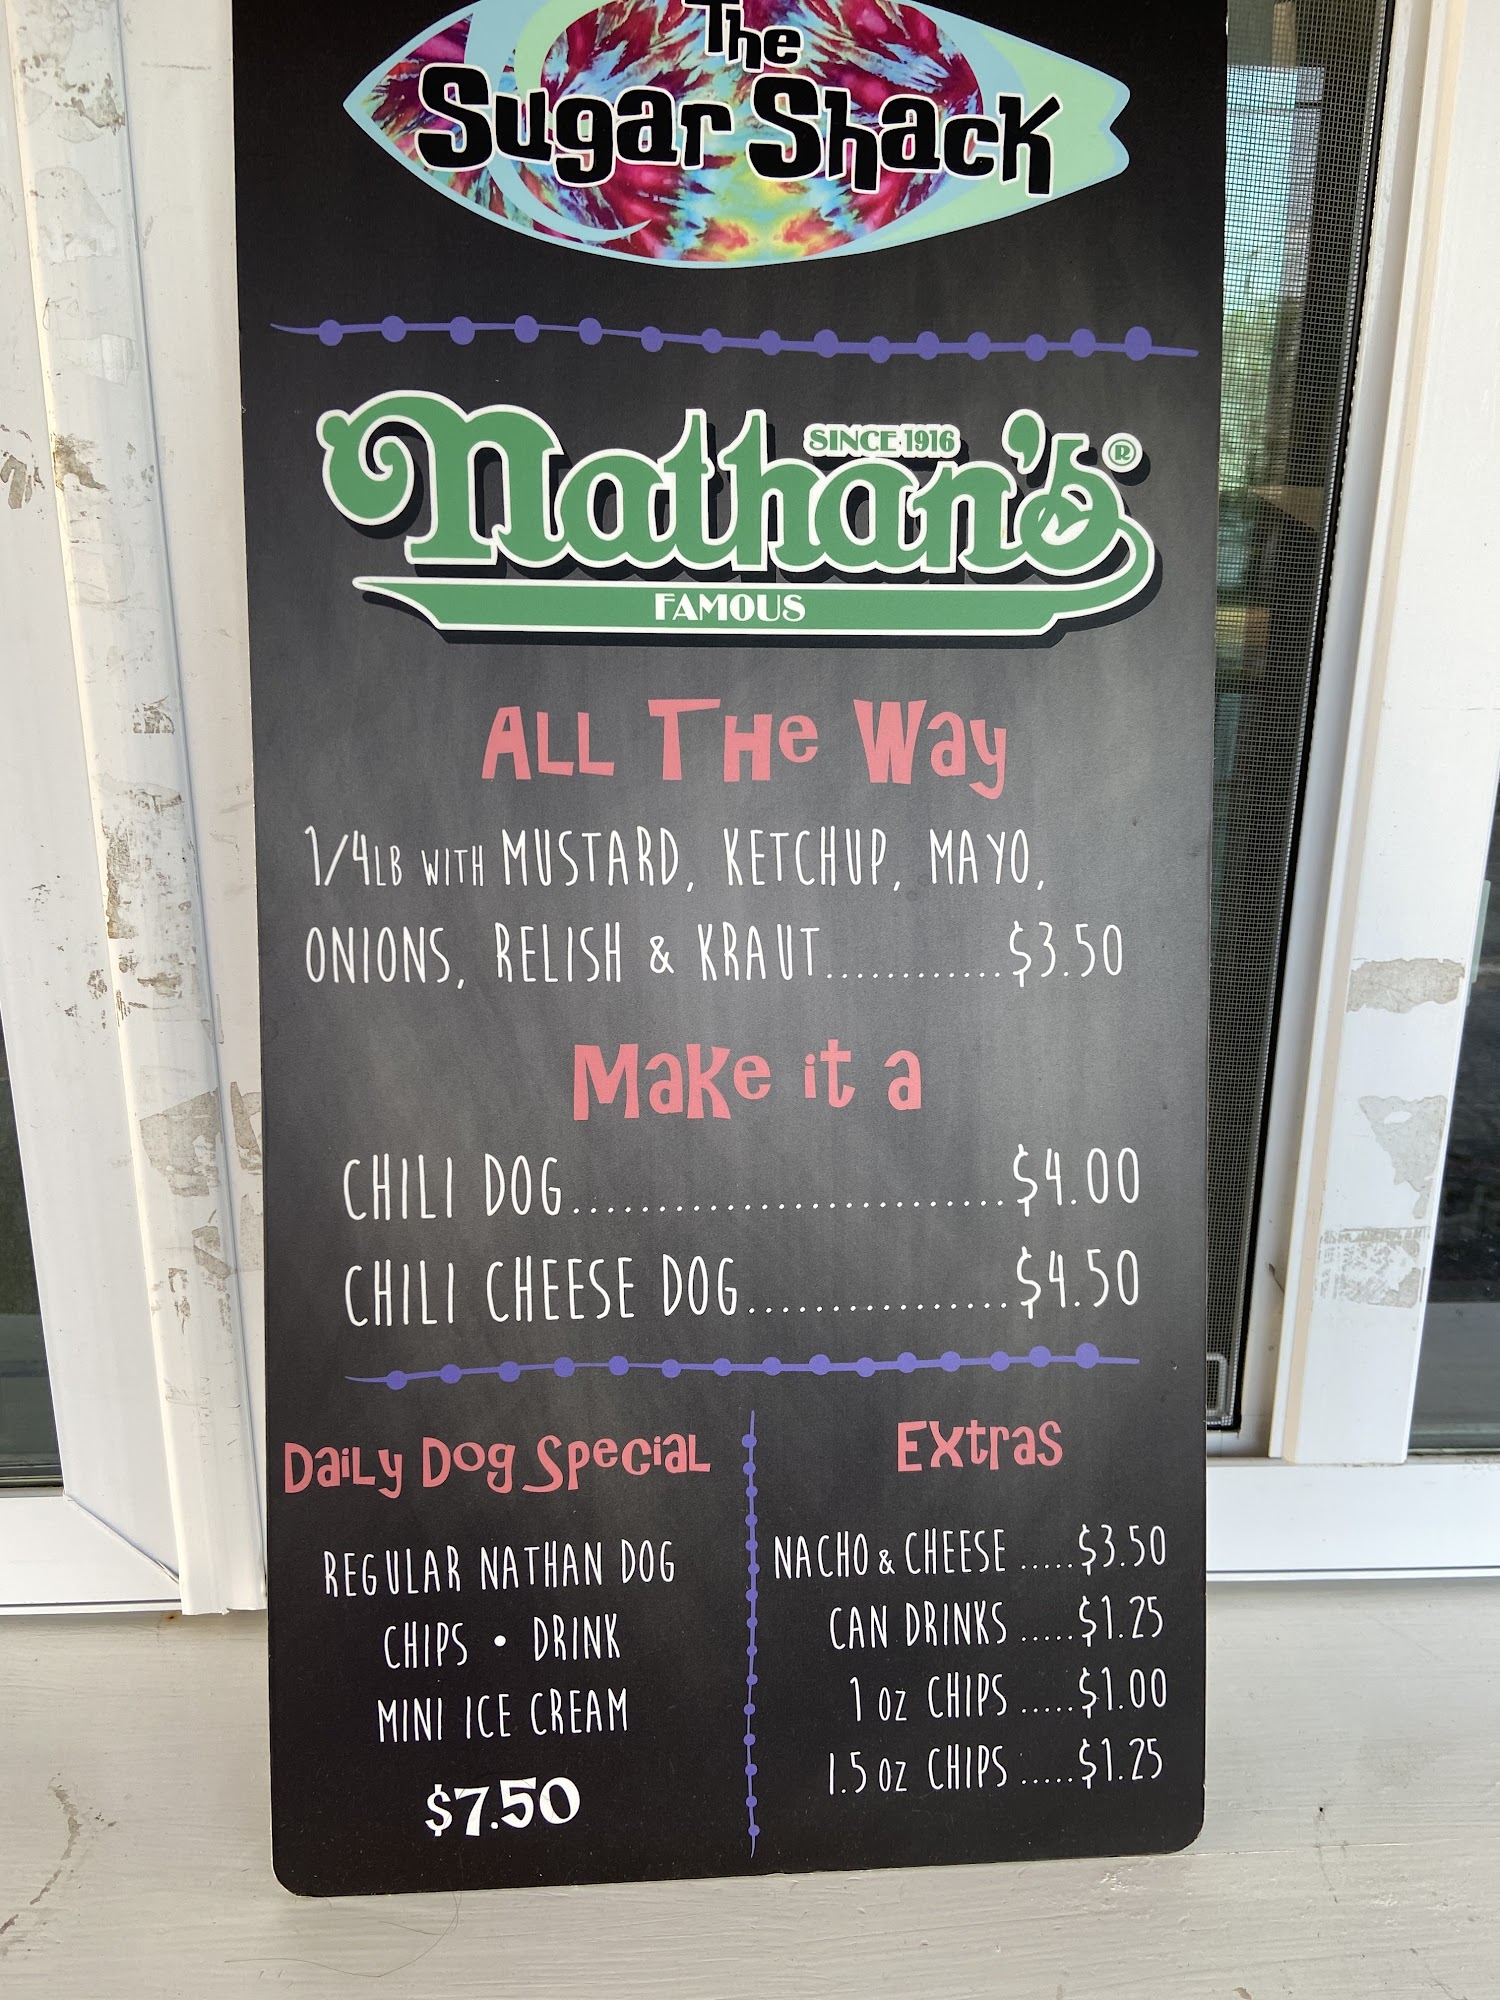 The
Sugar Shack
SINCE 1916
Nathan's®
FAMOUS
ALL THe Way
1/4LB WITH MUSTARD, KETCHUP, MAYO,
ONIONS, RELISH & KRAUT............$3.50
Make it a
CHILI DOG..............................$4.00
CHILI CHEESE DOG..................$4.50
Daily Dog Special
REGULAR NATHAN DOG
CHIPS • DRINK
MINI ICE CREAM
$7.50
Extras
NACHO & CHEESE .....$3.50
CAN DRINKS .....$1.25
1 OZ CHIPS .....$1.00
1.5 OZ CHIPS .....$1.25